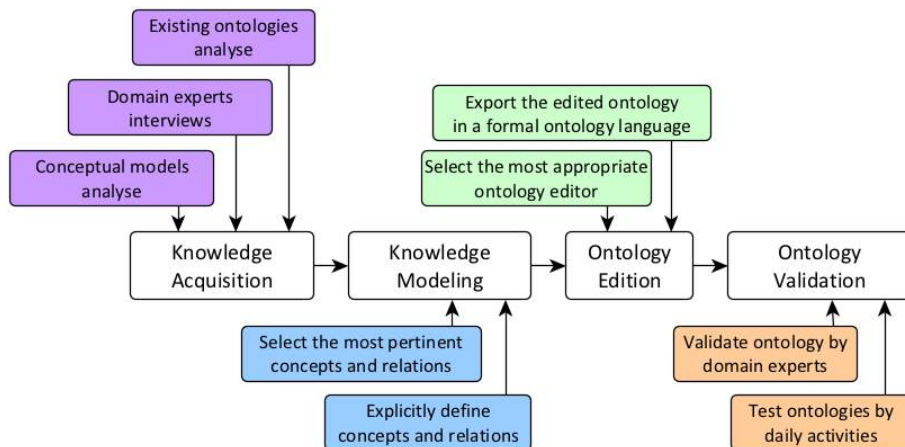 Existing ontologies
analyse
Domain experts
interviews
Conceptual models
analyse
Export the edited ontology
in a formal ontology language
Select the most appropriate
ontology editor
Knowledge
Acquisition
Knowledge
Modeling
Ontology
Edition
Ontology
Validation
Select the most pertinent
concepts and relations
Explicitly define
concepts and relations
Validate ontology by
domain experts
Test ontologies by
daily activities